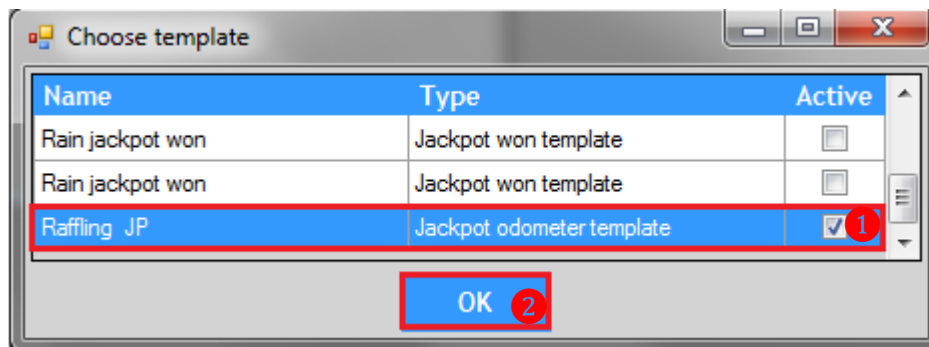 Choose template
Name Type Active
Rain jackpot won Jackpot won template
Rain jackpot won Jackpot won template
Raffling JP Jackpot odometer template 1
OK 2